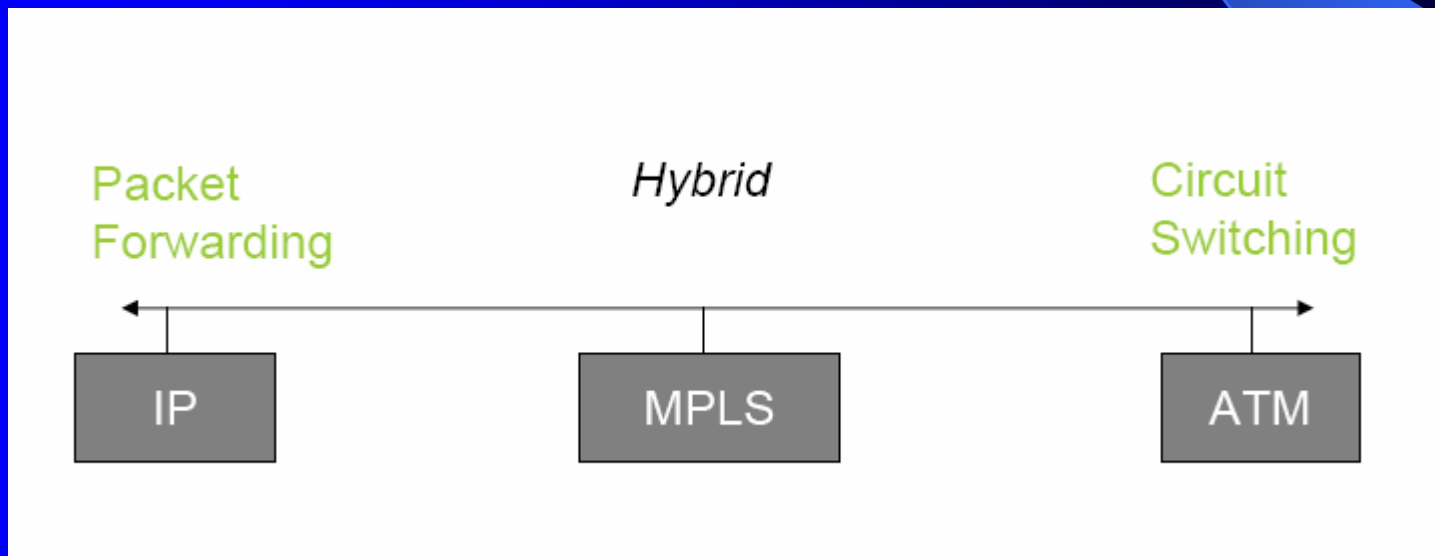 Packet
Forwarding
Hybrid
Circuit
Switching
IP
MPLS
ATM